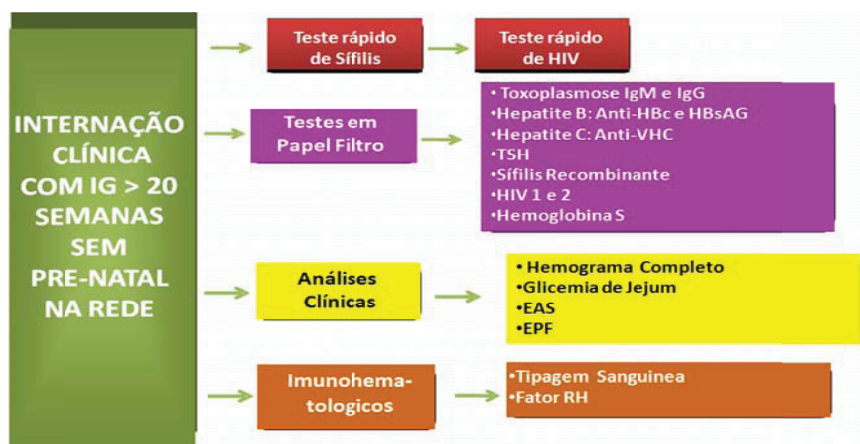 INTERNAÇÃO
CLÍNICA
COM IG > 20
SEMANAS
SEM
PRE-NATAL
NA REDE
Teste rápido
de Sífilis
Teste rápido
de HIV
Testes em
Papel Filtro
• Toxoplasmose IgM e IgG
•Hepatite B: Anti-HBc e HBsAG
•Hepatite C: Anti-VHC
•TSH
•Sífilis Recombinante
•HIV 1 e 2
•Hemoglobina S
Análises
Clínicas
• Hemograma Completo
•Glicemia de Jejum
•EAS
•EPF
Imunohema-
tologicos
•Tipagem Sanguinea
•Fator RH